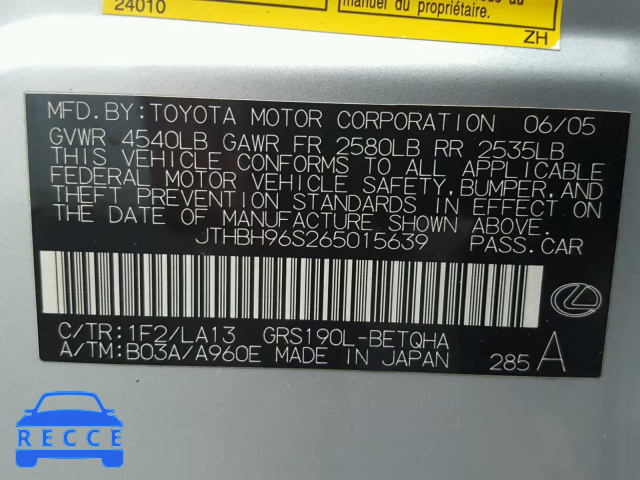 24010
manuel du propriétaire.
ZH
MFD. BY: TOYOTA MOTOR CORPORATION 06/05
GVWR 4540LB GAWR FR 2580LB RR 2535LB
THIS VEHICLE CONFORMS TO ALL APPLICABLE
FEDERAL MOTOR VEHICLE SAFETY, BUMPER, AND
THEFT PREVENTION STANDARDS IN EFFECT ON
THE DATE OF MANUFACTURE SHOWN ABOVE.
JTHBH96S265015639 PASS.CAR
C/TR: 1F2/LA13 GRS190L-BETQHA
A/TM: B03A/A960E MADE IN JAPAN 285 A
RECCE